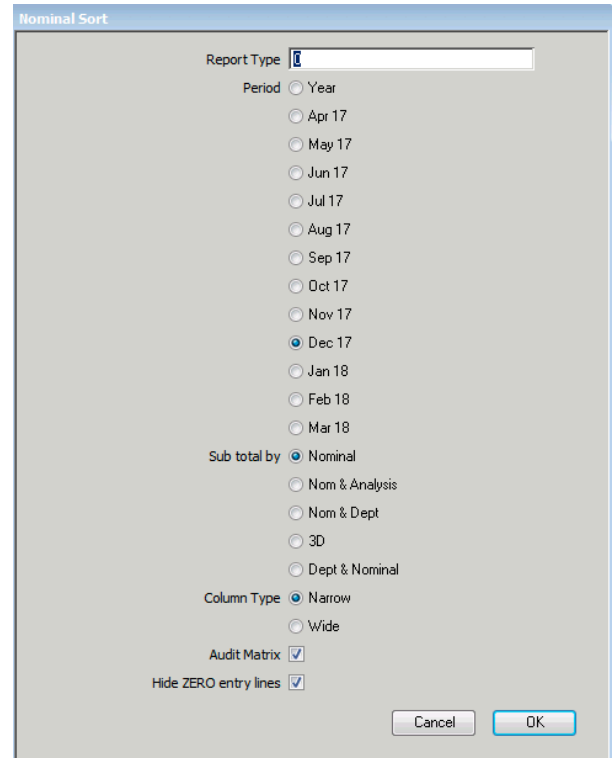 Nominal Sort
Report Type 0
Period Year
Apr 17
May 17
Jun 17
Jul 17
Aug 17
Sep 17
Oct 17
Nov 17
Dec 17
Jan 18
Feb 18
Mar 18
Sub total by Nominal
Nom & Analysis
Nom & Dept
3D
Dept & Nominal
Column Type Narrow
Wide
Audit Matrix
Hide ZERO entry lines
Cancel OK